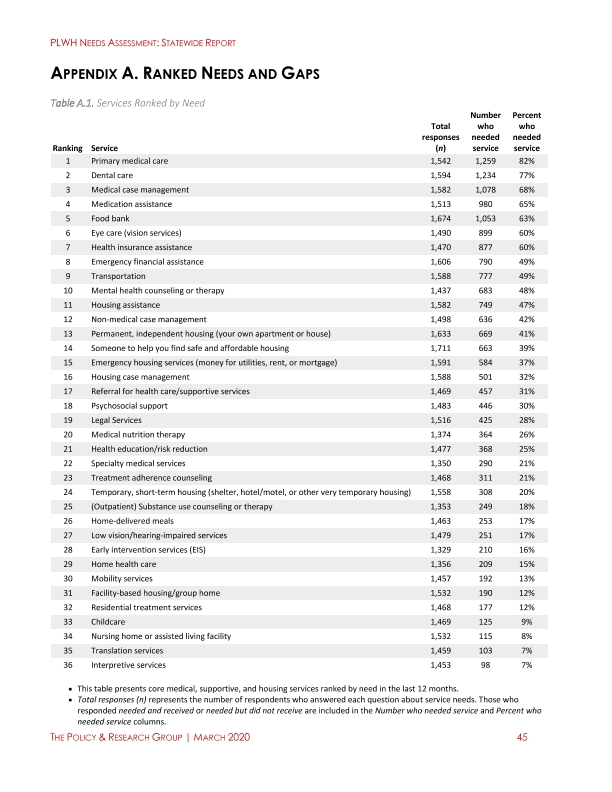 PLWH NEEDS ASSESSMENT: STATEWIDE REPORT
APPENDIX A. RANKED NEEDS AND GAPS
Table A.1. Services Ranked by Need
Ranking Service Total responses (n) Number who needed service Percent who needed service
1 Primary medical care 1,542 1,259 82%
2 Dental care 1,594 1,234 77%
3 Medical case management 1,582 1,078 68%
4 Medication assistance 1,513 980 65%
5 Food bank 1,674 1,053 63%
6 Eye care (vision services) 1,490 899 60%
7 Health insurance assistance 1,470 877 60%
8 Emergency financial assistance 1,606 790 49%
9 Transportation 1,588 777 49%
10 Mental health counseling or therapy 1,437 683 48%
11 Housing assistance 1,582 749 47%
12 Non-medical case management 1,498 636 42%
13 Permanent, independent housing (your own apartment or house) 1,633 669 41%
14 Someone to help you find safe and affordable housing 1,711 663 39%
15 Emergency housing services (money for utilities, rent, or mortgage) 1,591 584 37%
16 Housing case management 1,588 501 32%
17 Referral for health care/supportive services 1,469 457 31%
18 Psychosocial support 1,483 446 30%
19 Legal Services 1,516 425 28%
20 Medical nutrition therapy 1,374 364 26%
21 Health education/risk reduction 1,477 368 25%
22 Specialty medical services 1,350 290 21%
23 Treatment adherence counseling 1,468 311 21%
24 Temporary, short-term housing (shelter, hotel/motel, or other very temporary housing) 1,558 308 20%
25 (Outpatient) Substance use counseling or therapy 1,353 249 18%
26 Home-delivered meals 1,463 253 17%
27 Low vision/hearing-impaired services 1,479 251 17%
28 Early intervention services (EIS) 1,329 210 16%
29 Home health care 1,356 209 15%
30 Mobility services 1,457 192 13%
31 Facility-based housing/group home 1,532 190 12%
32 Residential treatment services 1,468 177 12%
33 Childcare 1,469 125 9%
34 Nursing home or assisted living facility 1,532 115 8%
35 Translation services 1,459 103 7%
36 Interpretive services 1,453 98 7%
• This table presents core medical, supportive, and housing services ranked by need in the last 12 months.
• Total responses (n) represents the number of respondents who answered each question about service needs. Those who
responded needed and received or needed but did not receive are included in the Number who needed service and Percent who
needed service columns.
THE POLICY & RESEARCH GROUP | MARCH 2020 45